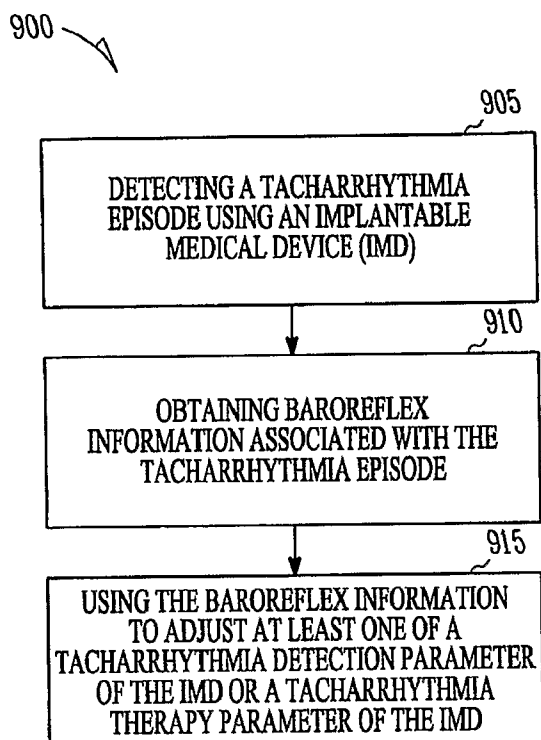 900
905
DETECTING A TACHARRHYTHMIA
EPISODE USING AN IMPLANTABLE
MEDICAL DEVICE (IMD)
910
OBTAINING BAROREFLEX
INFORMATION ASSOCIATED WITH THE
TACHARRHYTHMIA EPISODE
915
USING THE BAROREFLEX INFORMATION
TO ADJUST AT LEAST ONE OF A
TACHARRHYTHMIA DETECTION PARAMETER
OF THE IMD OR A TACHARRHYTHMIA
THERAPY PARAMETER OF THE IMD